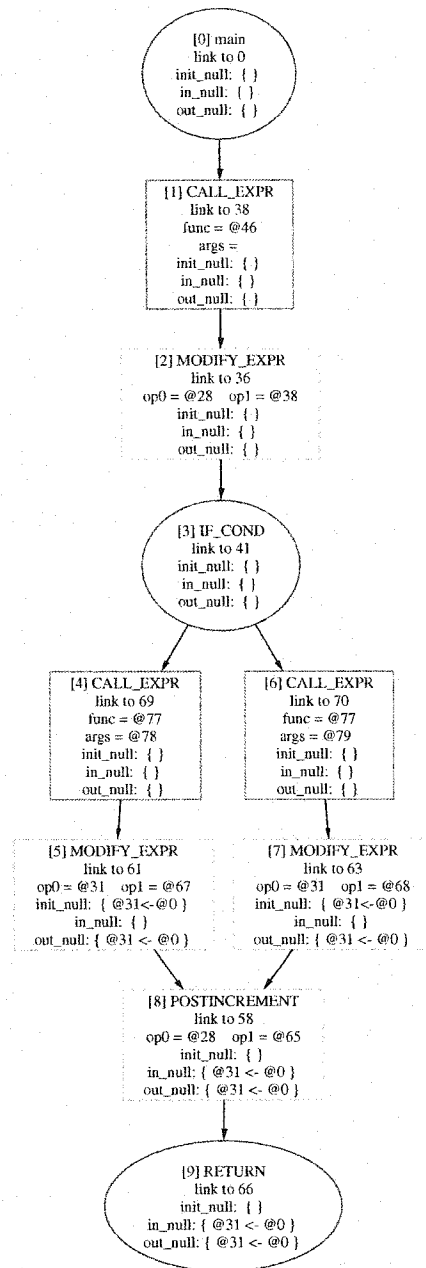 [0] main
link to 0
init_null: { }
in_null: { }
out_null: { }
[1] CALL_EXPR
link to 38
func = @46
args =
init_null: { }
in_null: { }
out_null: { }
[2] MODIFY_EXPR
link to 36
op0 = @28 op1 = @38
init_null: { }
in_null: { }
out_null: { }
[3] IF_COND
link to 41
init_null: { }
in_null: { }
out_null: { }
[4] CALL_EXPR
link to 69
func = @77
args = @78
init_null: { }
in_null: { }
out_null: { }
[6] CALL_EXPR
link to 70
func = @77
args = @79
init_null: { }
in_null: { }
out_null: { }
[5] MODIFY_EXPR
link to 61
op0 = @31 op1 = @67
init_null: { @31<-@0 }
in_null: { }
out_null: { @31 <- @0 }
[7] MODIFY_EXPR
link to 63
op0 = @31 op1 = @68
init_null: { @31<-@0 }
in_null: { }
out_null: { @31 <- @0 }
[8] POSTINCREMENT
link to 58
op0 = @28 op1 = @65
init_null: { }
in_null: { @31 <- @0 }
out_null: { @31 <- @0 }
[9] RETURN
link to 66
init_null: { }
in_null: { @31 <- @0 }
out_null: { @31 <- @0 }